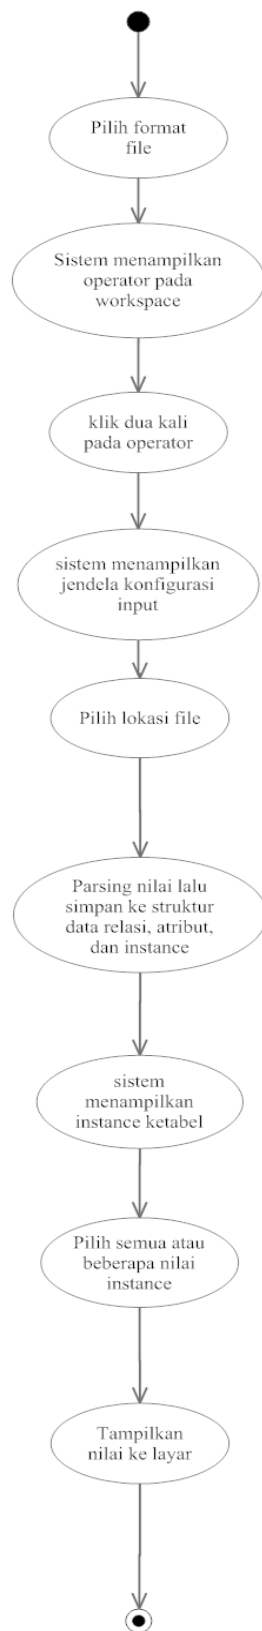 Pilih format
file
Sistem menampilkan
operator pada
workspace
klik dua kali
pada operator
sistem menampilkan
jendela konfigurasi
input
Pilih lokasi file
Parsing nilai lalu
simpan ke struktur
data relasi, atribut,
dan instance
sistem
menampilkan
instance ketabel
Pilih semua atau
beberapa nilai
instance
Tampilkan
nilai ke layar